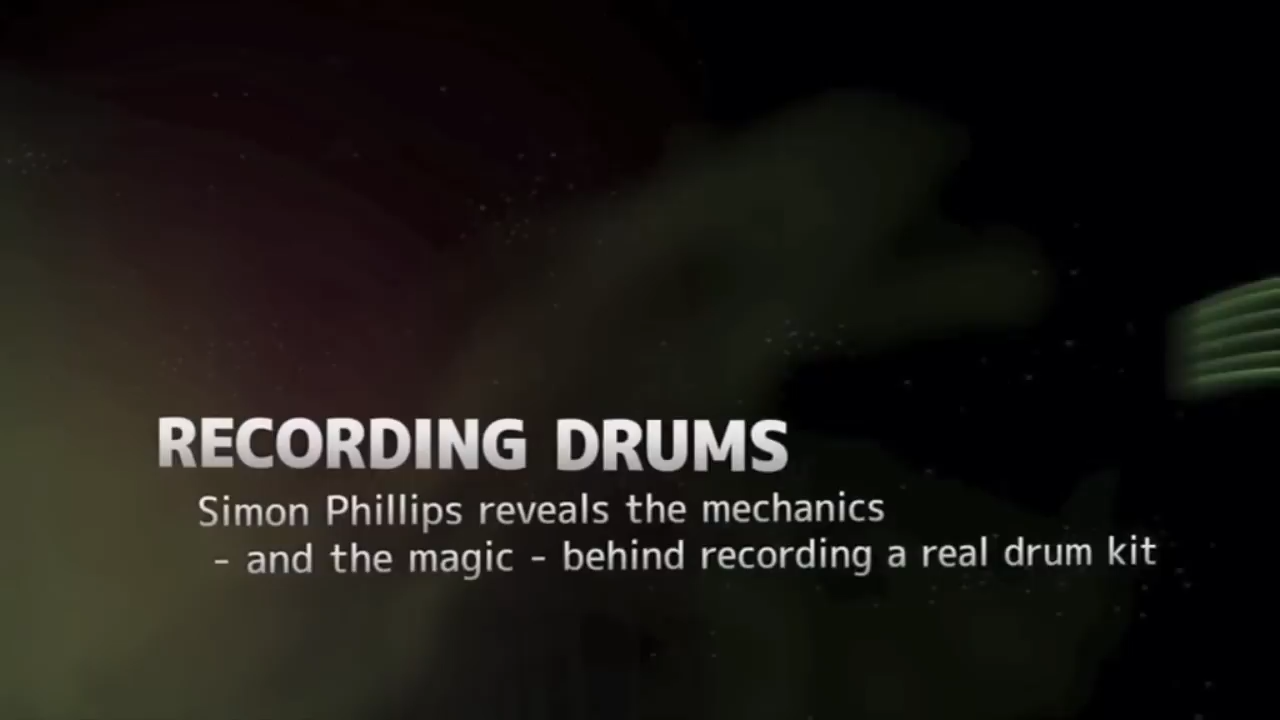 RECORDING DRUMS
Simon Phillips reveals the mechanics
- and the magic - behind recording a real drum kit